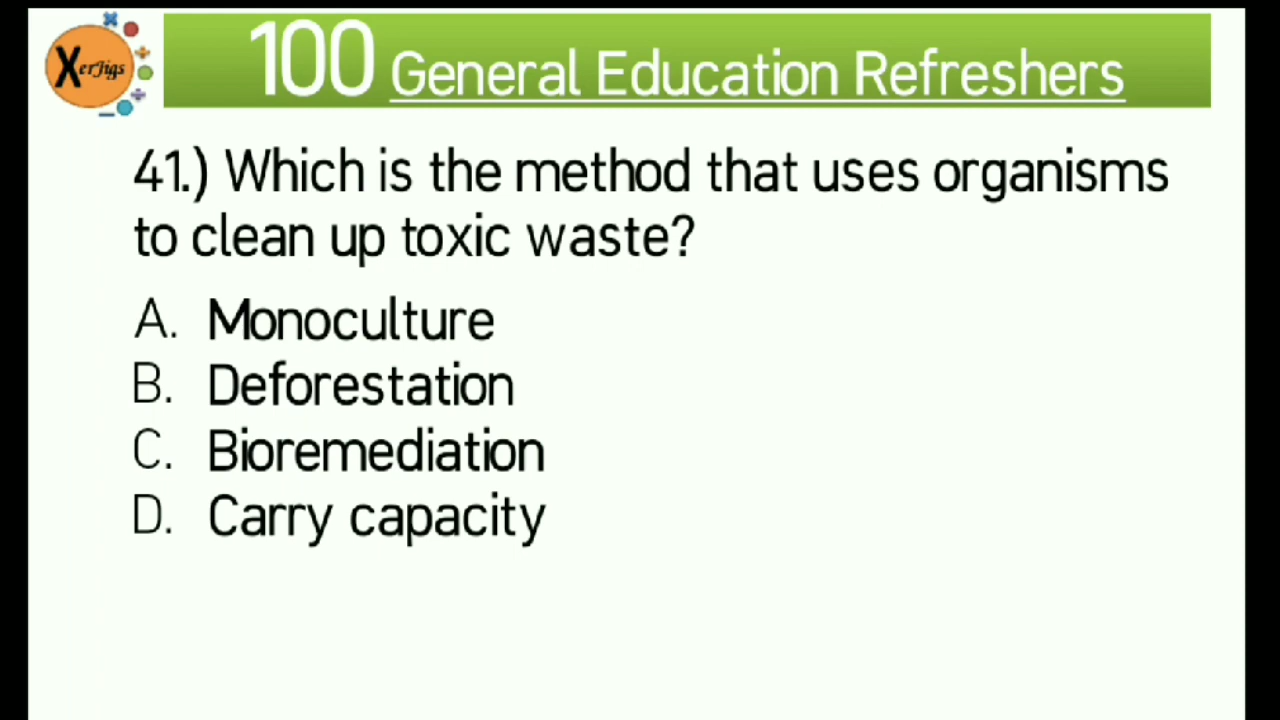 Xerjigs
100 General Education Refreshers
41.) Which is the method that uses organisms
to clean up toxic waste?
A. Monoculture
B. Deforestation
C. Bioremediation
D. Carry capacity